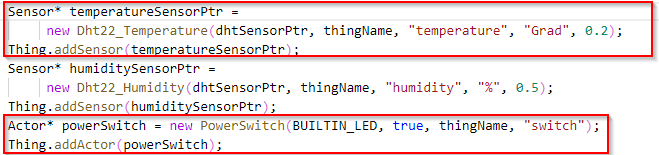 Sensor* temperatureSensorPtr =
new Dht22_Temperature(dhtSensorPtr, thingName, "temperature", "Grad", 0.2);
Thing.addSensor(temperatureSensorPtr);
Sensor* humiditySensorPtr =
new Dht22_Humidity(dhtSensorPtr, thingName, "humidity", "%", 0.5);
Thing.addSensor(humiditySensorPtr);
Actor* powerSwitch = new PowerSwitch(BUILTIN_LED, true, thingName, "switch");
Thing.addActor(powerSwitch);